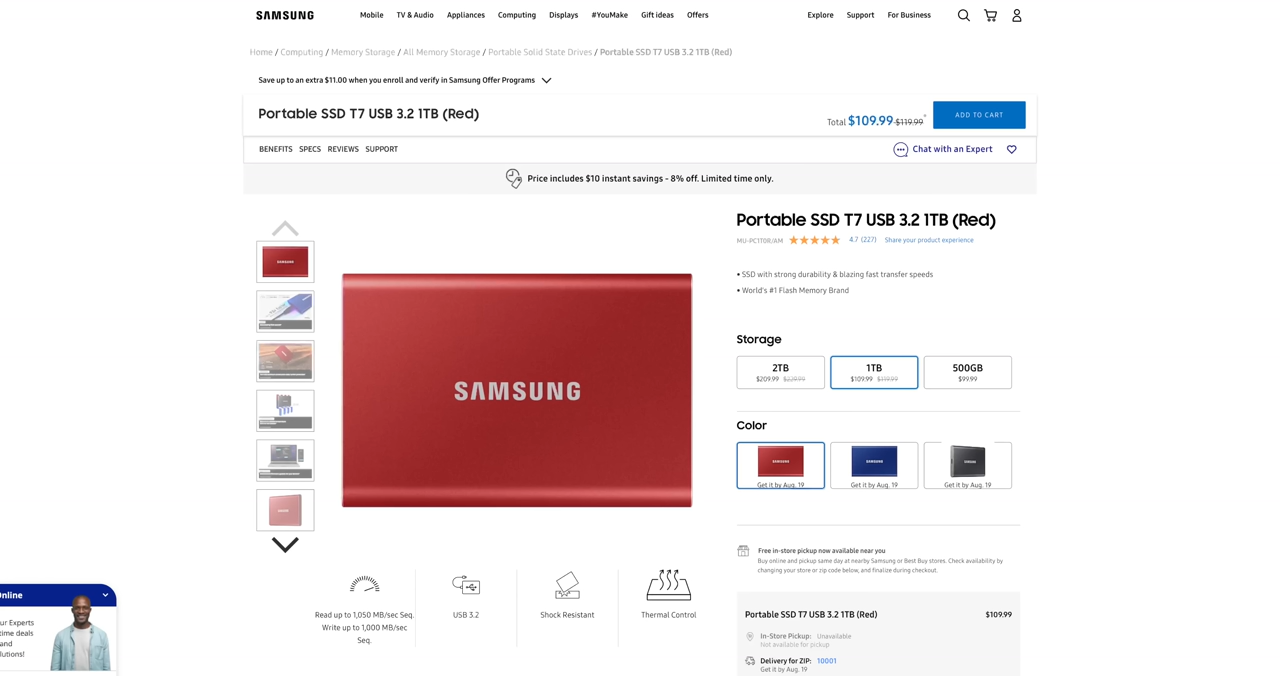 SAMSUNG
Mobile TV & Audio Appliances Computing Displays #YouMake Gift ideas Offers
Explore Support For Business
Home / Computing / Memory Storage / All Memory Storage / Portable Solid State Drives / Portable SSD T7 USB 3.2 1TB (Red)
Save up to an extra $11.00 when you enroll and verify in Samsung Offer Programs
Portable SSD T7 USB 3.2 1TB (Red)
Total $109.99 $119.99*
ADD TO CART
BENEFITS SPECS REVIEWS SUPPORT
Chat with an Expert
Price includes $10 instant savings - 8% off. Limited time only.
SAMSUNG
SAMSUNG
Read up to 1,050 MB/sec Seq.
Write up to 1,000 MB/sec
Seq.
USB 3.2
Shock Resistant
Thermal Control
Portable SSD T7 USB 3.2 1TB (Red)
MU-PC1T0R/AM
4.7 (227)
Share your product experience
• SSD with strong durability & blazing fast transfer speeds
• World's #1 Flash Memory Brand
Storage
2TB
$209.99 $229.99
1TB
$109.99 $119.99
500GB
$99.99
Color
SAMSUNG
Get it by Aug. 19
SAMSUNG
Get it by Aug. 19
SAMSUNG
Get it by Aug. 19
Free in-store pickup now available near you
Buy online and pickup same day at nearby Samsung or Best Buy stores. Check availability by
changing your store or zip code below, and finalize during checkout.
Portable SSD T7 USB 3.2 1TB (Red) $109.99
In-Store Pickup: Unavailable
Not available for pickup
Delivery for ZIP: 10001
Get it by Aug. 19
nline
ur Experts
time deals
and
lutions!